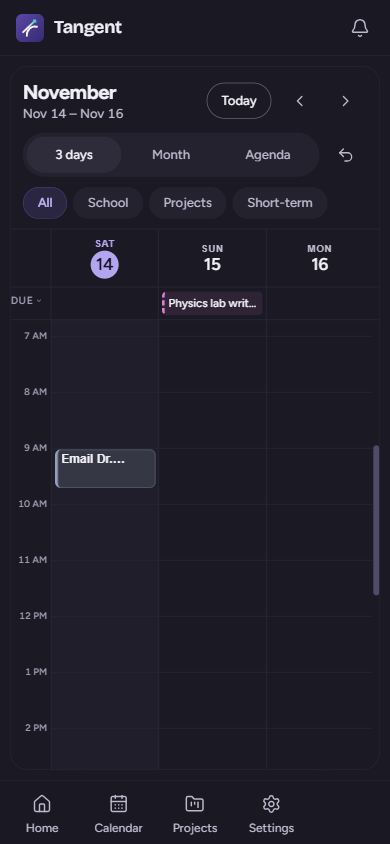 Tangent
November
Nov 14 – Nov 16
Today
3 days Month Agenda
All School Projects Short-term
SAT SUN MON
14 15 16
DUE Physics lab writ...
7 AM
8 AM
9 AM
Email Dr....
10 AM
11 AM
12 PM
1 PM
2 PM
Home Calendar Projects Settings